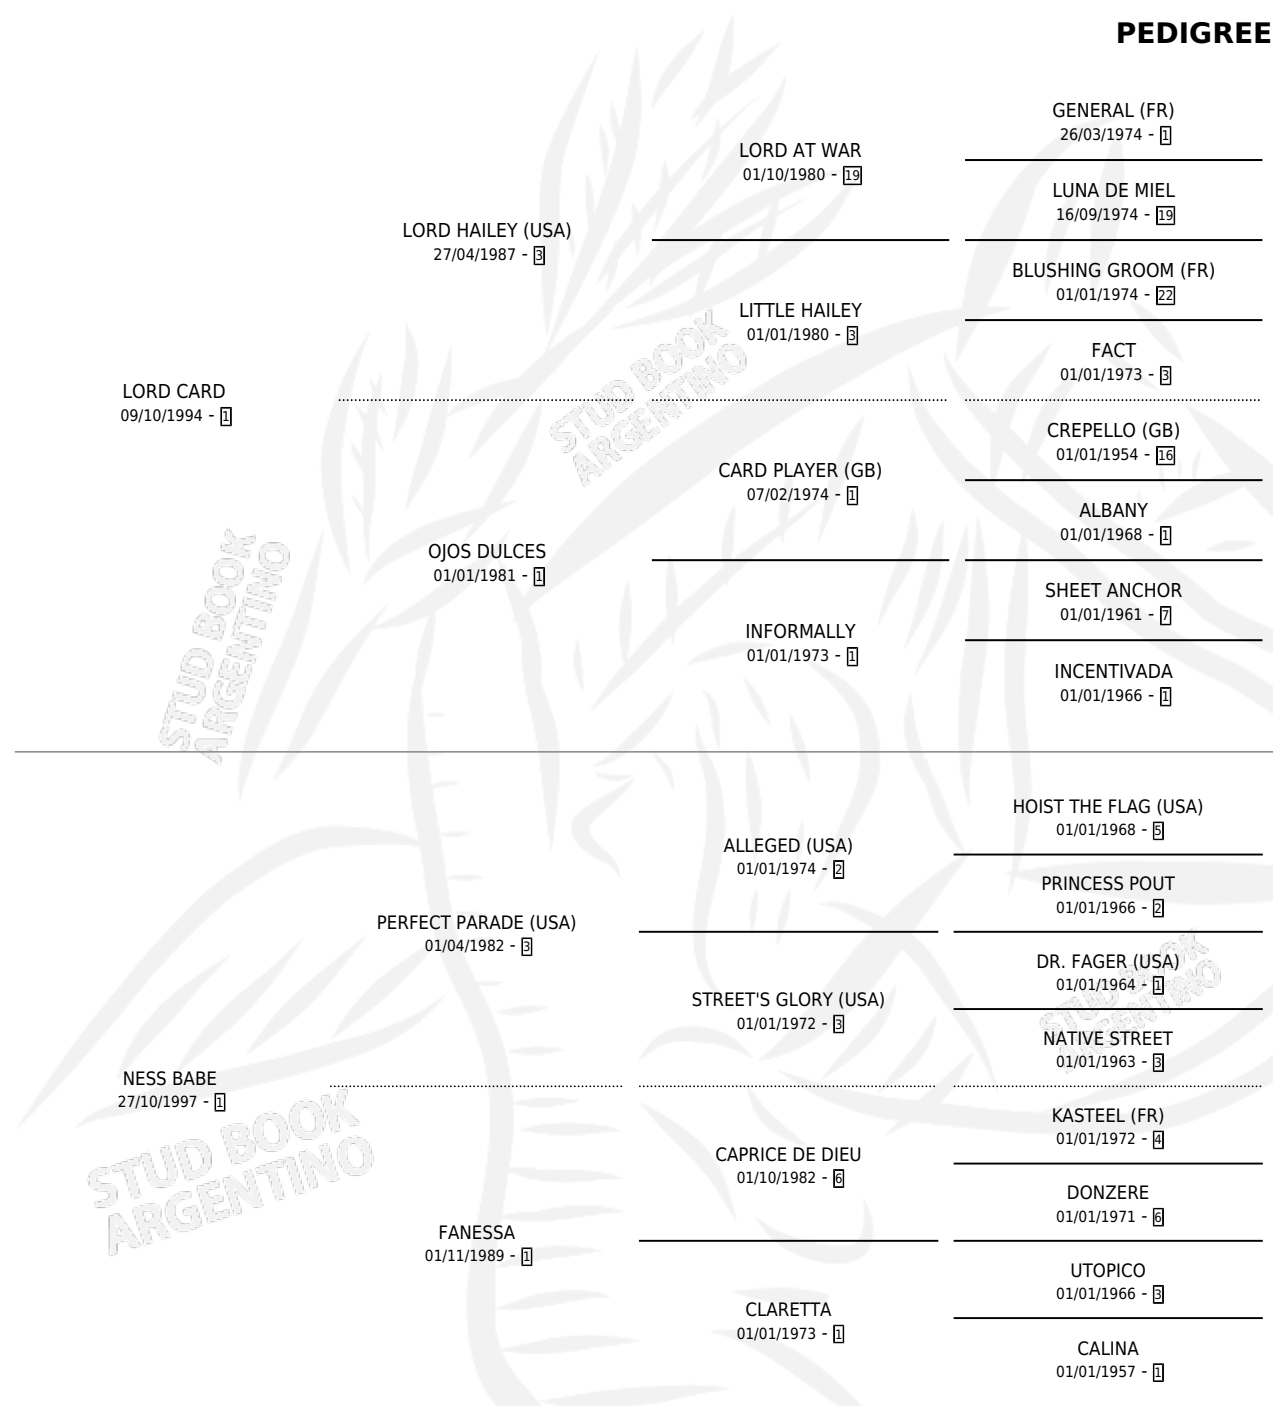 PEDIGREE
GENERAL (FR)
26/03/1974 - 1
LORD AT WAR
01/10/1980 - 19
LUNA DE MIEL
16/09/1974 - 19
LORD HAILEY (USA)
27/04/1987 - 3
BLUSHING GROOM (FR)
01/01/1974 - 22
LITTLE HAILEY
01/01/1980 - 3
FACT
01/01/1973 - 3
LORD CARD
09/10/1994 - 1
CREPELLO (GB)
01/01/1954 - 16
CARD PLAYER (GB)
07/02/1974 - 1
ALBANY
01/01/1968 - 1
OJOS DULCES
01/01/1981 - 1
SHEET ANCHOR
01/01/1961 - 7
INFORMALLY
01/01/1973 - 1
INCENTIVADA
01/01/1966 - 1
STUD BOOK
ARGENTINO
STUD BOOK
ARGENTINO
HOIST THE FLAG (USA)
01/01/1968 - 5
ALLEGED (USA)
01/01/1974 - 2
PRINCESS POUT
01/01/1966 - 2
PERFECT PARADE (USA)
01/04/1982 - 3
DR. FAGER (USA)
01/01/1964 - 1
STREET'S GLORY (USA)
01/01/1972 - 3
NATIVE STREET
01/01/1963 - 3
NESS BABE
27/10/1997 - 1
KASTEEL (FR)
01/01/1972 - 4
CAPRICE DE DIEU
01/10/1982 - 6
DONZERE
01/01/1971 - 6
FANESSA
01/11/1989 - 1
UTOPICO
01/01/1966 - 3
CLARETTA
01/01/1973 - 1
CALINA
01/01/1957 - 1
STUD BOOK
ARGENTINO
STUD BOOK
ARGENTINO